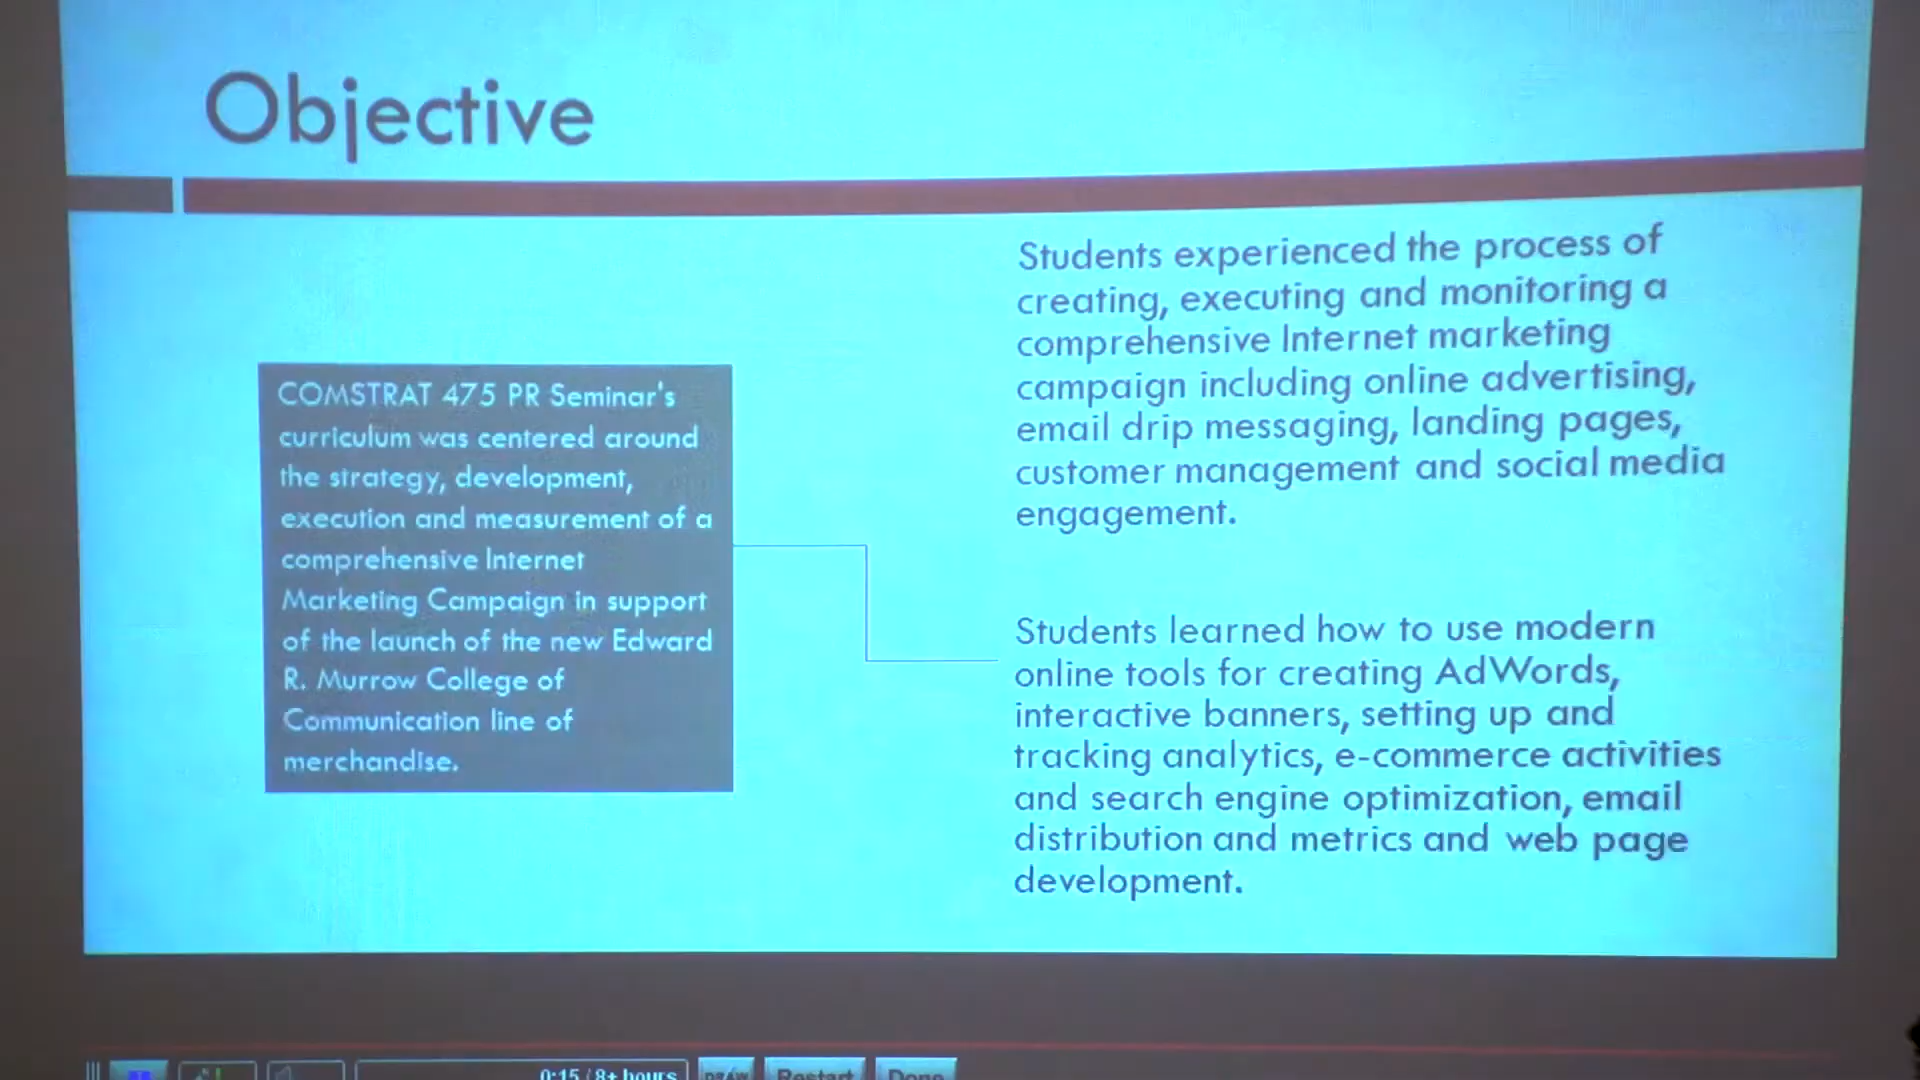 Objective
COMSTRAT 475 PR Seminar's
curriculum was centered around
the strategy, development,
execution and measurement of a
comprehensive Internet
Marketing Campaign in support
of the launch of the new Edward
R. Murrow College of
Communication line of
merchandise.
Students experienced the process of
creating, executing and monitoring a
comprehensive Internet marketing
campaign including online advertising,
email drip messaging, landing pages,
customer management and social media
engagement.
Students learned how to use modern
online tools for creating AdWords,
interactive banners, setting up and
tracking analytics, e-commerce activities
and search engine optimization, email
distribution and metrics and web page
development.
0:15 / 8+ hours
Restart
Done